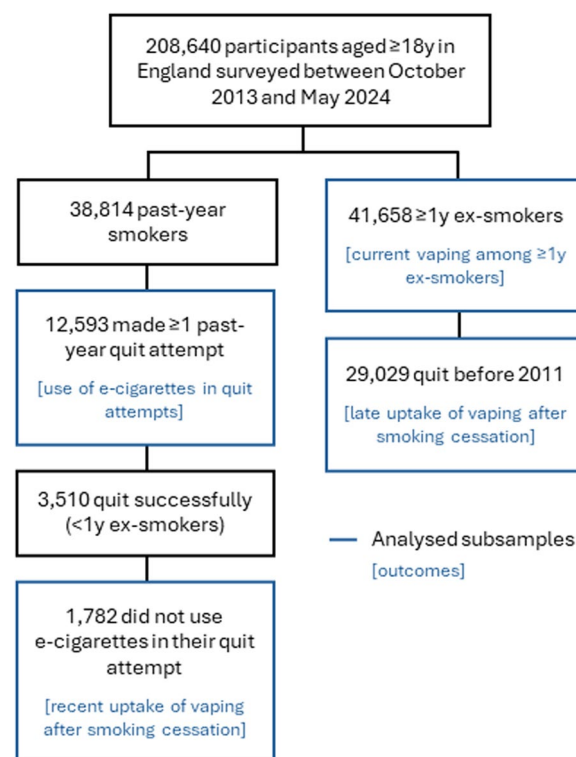 208,640 participants aged ≥18y in
England surveyed between October
2013 and May 2024
38,814 past-year
smokers
12,593 made ≥1 past-
year quit attempt
[use of e-cigarettes in quit
attempts]
3,510 quit successfully
(<1y ex-smokers)
1,782 did not use
e-cigarettes in their quit
attempt
[recent uptake of vaping
after smoking cessation]
41,658 ≥1y ex-smokers
[current vaping among ≥1y
ex-smokers]
29,029 quit before 2011
[late uptake of vaping after
smoking cessation]
Analysed subsamples
[outcomes]